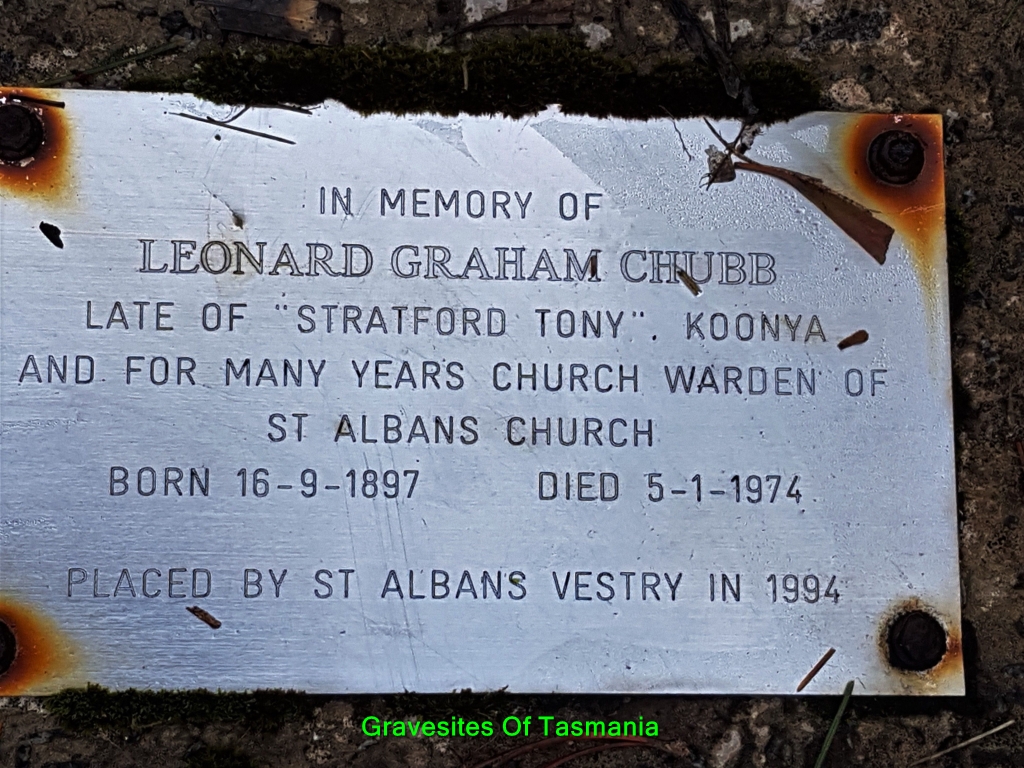 IN MEMORY OF
LEONARD GRAHAM CHUBB
LATE OF "STRATFORD TONY". KOONYA
AND FOR MANY YEARS CHURCH WARDEN OF
ST ALBANS CHURCH
BORN 16-9-1897 DIED 5-1-1974
PLACED BY ST ALBANS VESTRY IN 1994
Gravesites Of Tasmania